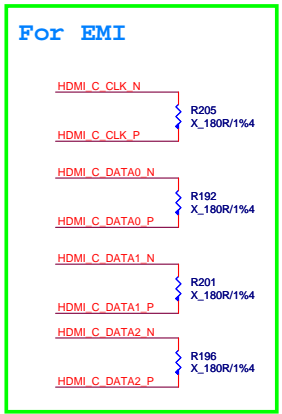 For EMI
HDMI_C_CLK_N
R205
X_180R/1%4
HDMI_C_CLK_P
HDMI_C_DATA0_N
R192
X_180R/1%4
HDMI_C_DATA0_P
HDMI_C_DATA1_N
R201
X_180R/1%4
HDMI_C_DATA1_P
HDMI_C_DATA2_N
R196
X_180R/1%4
HDMI_C_DATA2_P